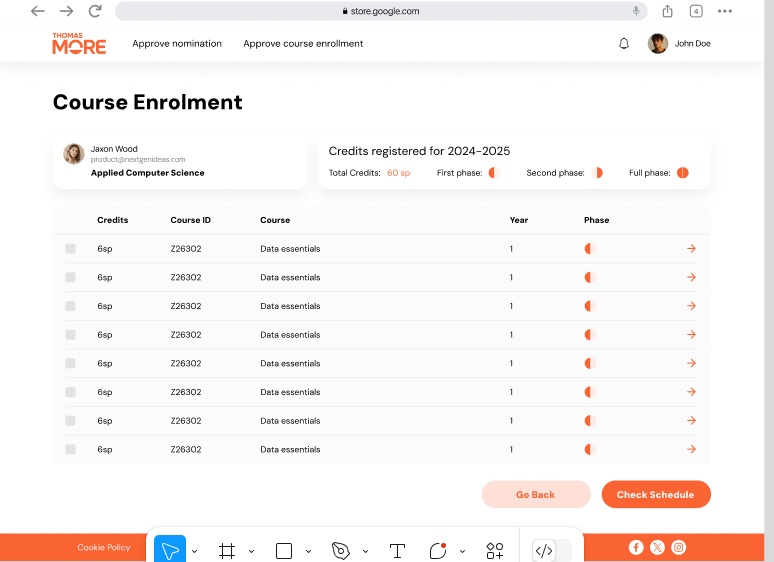 store.google.com
4
THOMAS
MORE
Approve nomination
Approve course enrollment
John Doe
Course Enrolment
Jaxon Wood
product@nextgenideas.com
Applied Computer Science
Credits registered for 2024-2025
Total Credits: 60 sp First phase: Second phase: Full phase:
Credits Course ID Course Year Phase
6sp Z26302 Data essentials 1
6sp Z26302 Data essentials 1
6sp Z26302 Data essentials 1
6sp Z26302 Data essentials 1
6sp Z26302 Data essentials 1
6sp Z26302 Data essentials 1
6sp Z26302 Data essentials 1
6sp Z26302 Data essentials 1
Go Back
Check Schedule
Cookie Policy